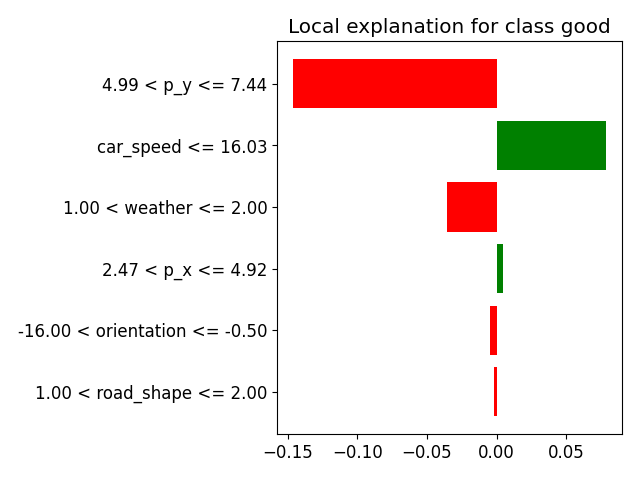 Local explanation for class good
4.99 < p_y <= 7.44
car_speed <= 16.03
1.00 < weather <= 2.00
2.47 < p_x <= 4.92
-16.00 < orientation <= -0.50
1.00 < road_shape <= 2.00
−0.15 −0.10 −0.05 0.00 0.05